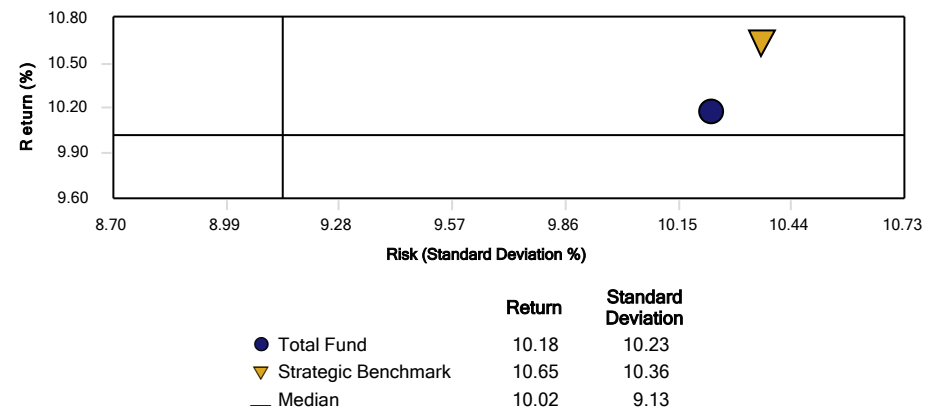 10.80
10.50
10.20
9.90
9.60
Return (%)
8.70 8.99 9.28 9.57 9.86 10.15 10.44 10.73
Risk (Standard Deviation %)
Return Standard Deviation
Total Fund 10.18 10.23
Strategic Benchmark 10.65 10.36
Median 10.02 9.13